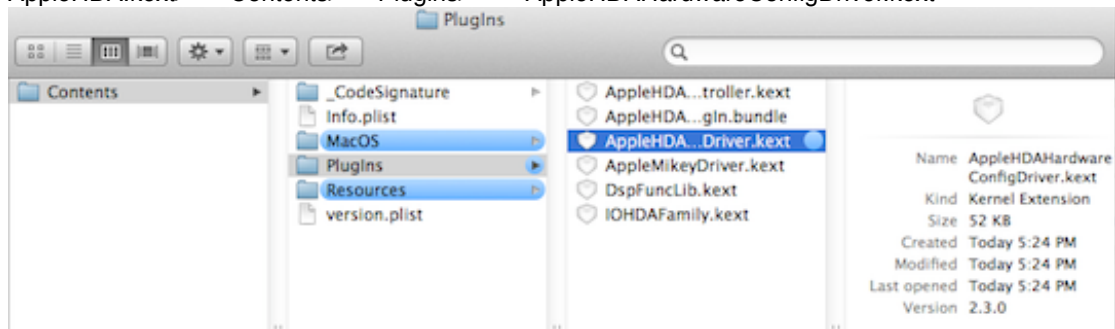 PlugIns
Contents
_CodeSignature
Info.plist
MacOS
PlugIns
Resources
version.plist
AppleHDA...troller.kext
AppleHDA...gIn.bundle
AppleHDA...Driver.kext
AppleMikeyDriver.kext
DspFuncLib.kext
IOHDAFamily.kext
Name AppleHDAHardware
ConfigDriver.kext
Kind Kernel Extension
Size 52 KB
Created Today 5:24 PM
Modified Today 5:24 PM
Last opened Today 5:24 PM
Version 2.3.0